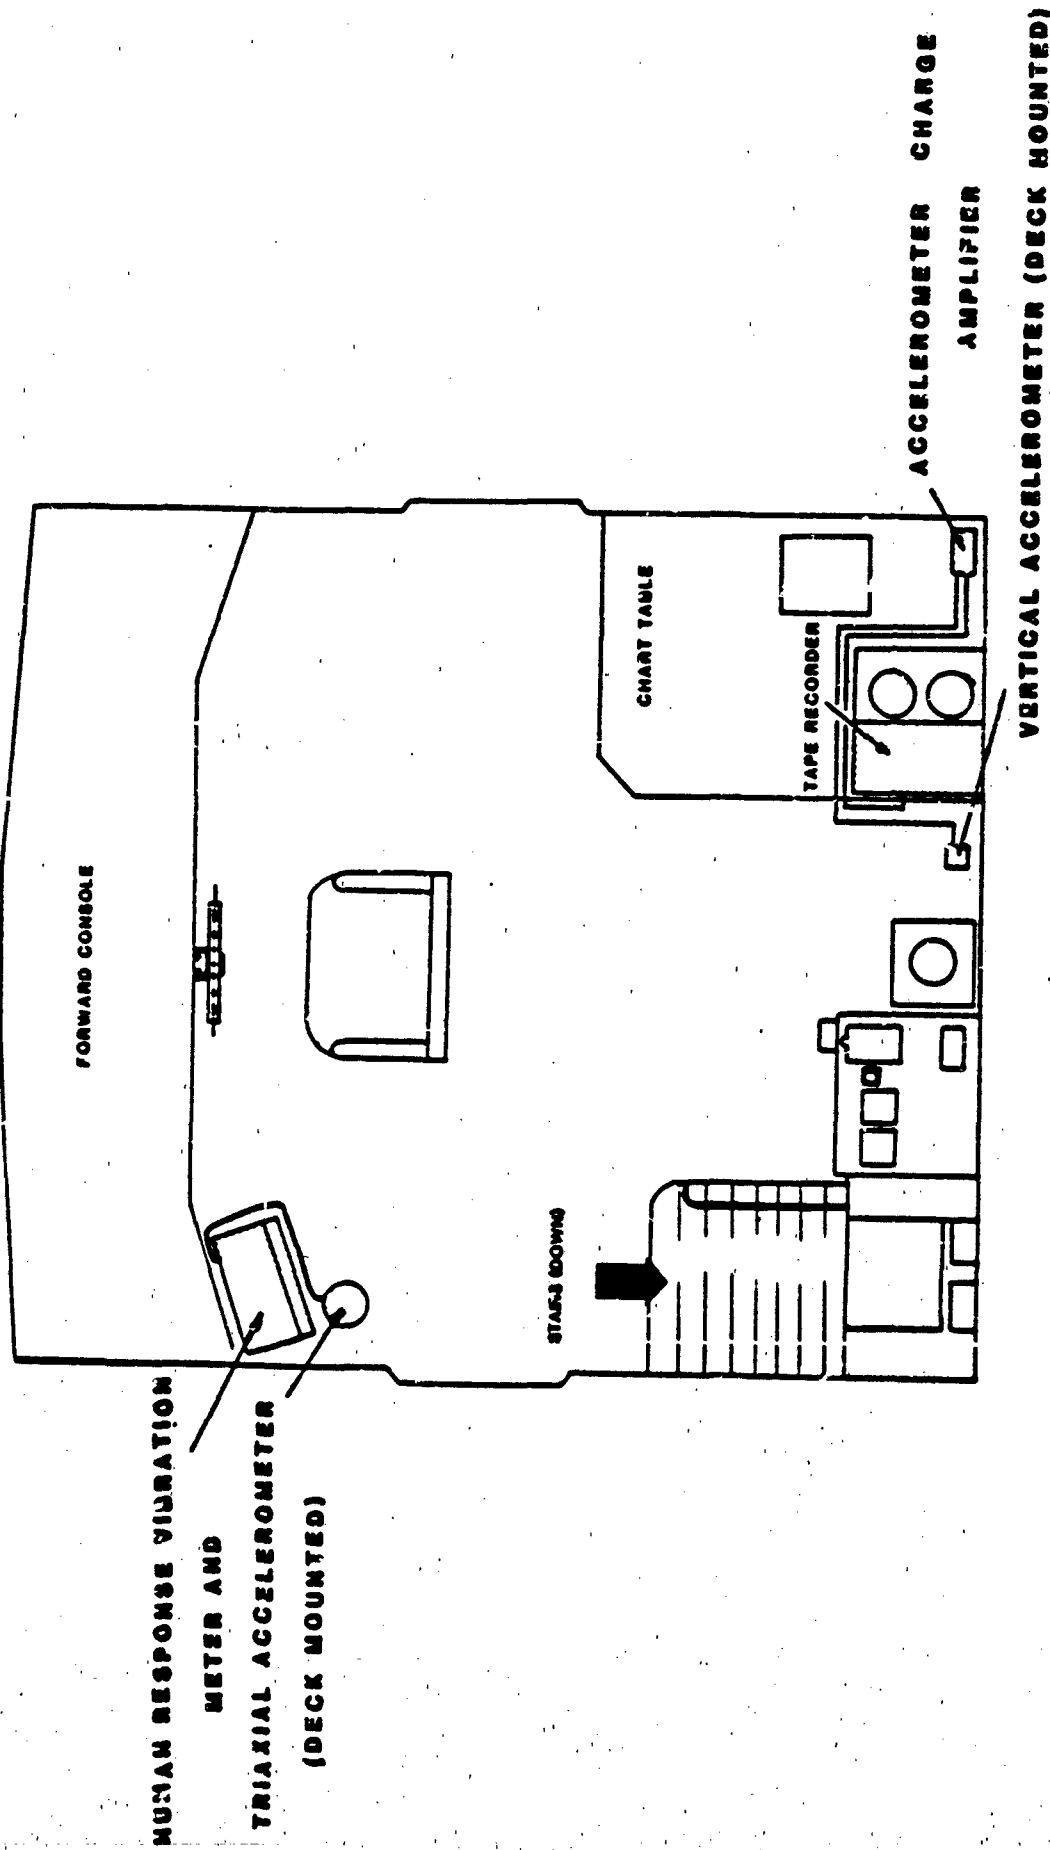 HUMAN RESPONSE VIBRATION
METER AND
TRIAXIAL ACCELEROMETER
(DECK MOUNTED)
FORWARD CONSOLE
STAIRS (DOWN)
CHART TABLE
TAPE RECORDER
ACCELEROMETER CHARGE
AMPLIFIER
VERTICAL ACCELEROMETER (DECK MOUNTED)